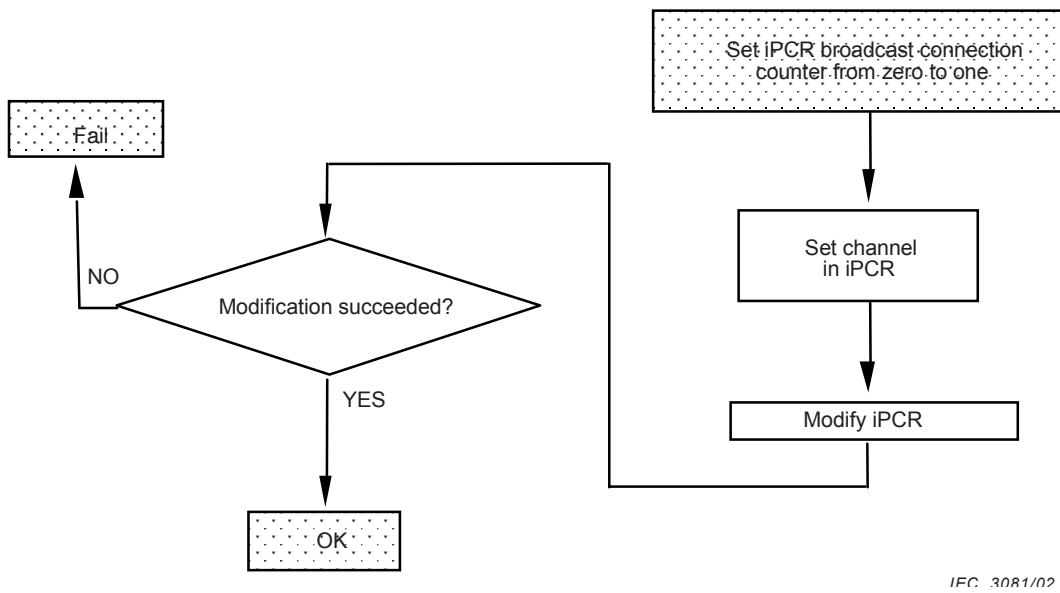 Set iPCR broadcast connection
counter from zero to one
Fail
Set channel
in iPCR
NO
Modification succeeded?
YES
Modify iPCR
OK
IEC 3081/02